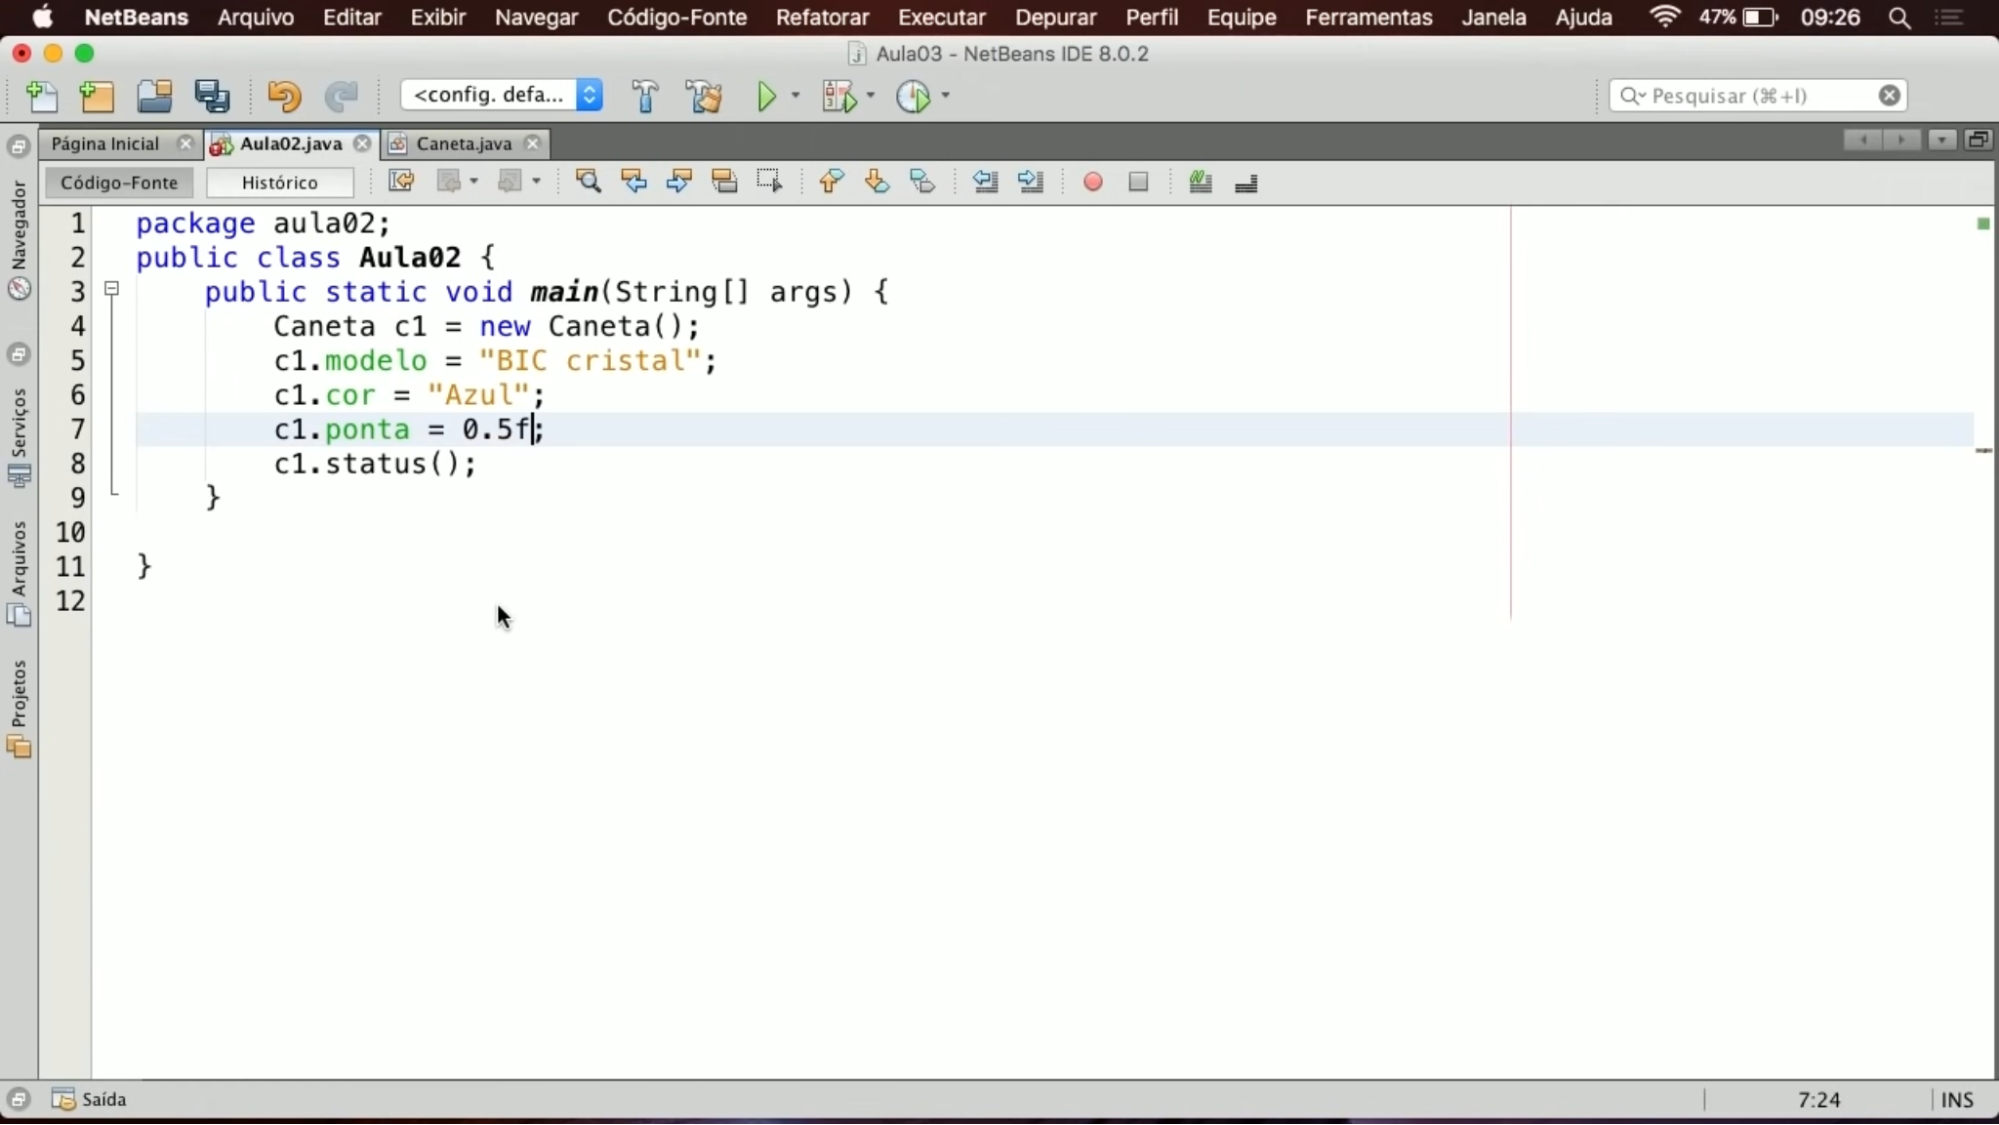 NetBeans Arquivo Editar Exibir Navegar Código-Fonte Refatorar Executar Depurar Perfil Equipe Ferramentas Janela Ajuda 47% 09:26
Aula03 - NetBeans IDE 8.0.2
<config. defa... Pesquisar (⌘+I)
Página Inicial Aula02.java Caneta.java
Código-Fonte Histórico
Navegador
Serviços
Arquivos
Projetos
1 package aula02;
2 public class Aula02 {
3 public static void main(String[] args) {
4 Caneta c1 = new Caneta();
5 c1.modelo = "BIC cristal";
6 c1.cor = "Azul";
7 c1.ponta = 0.5f;
8 c1.status();
9 }
10
11 }
12
Saída 7:24 INS